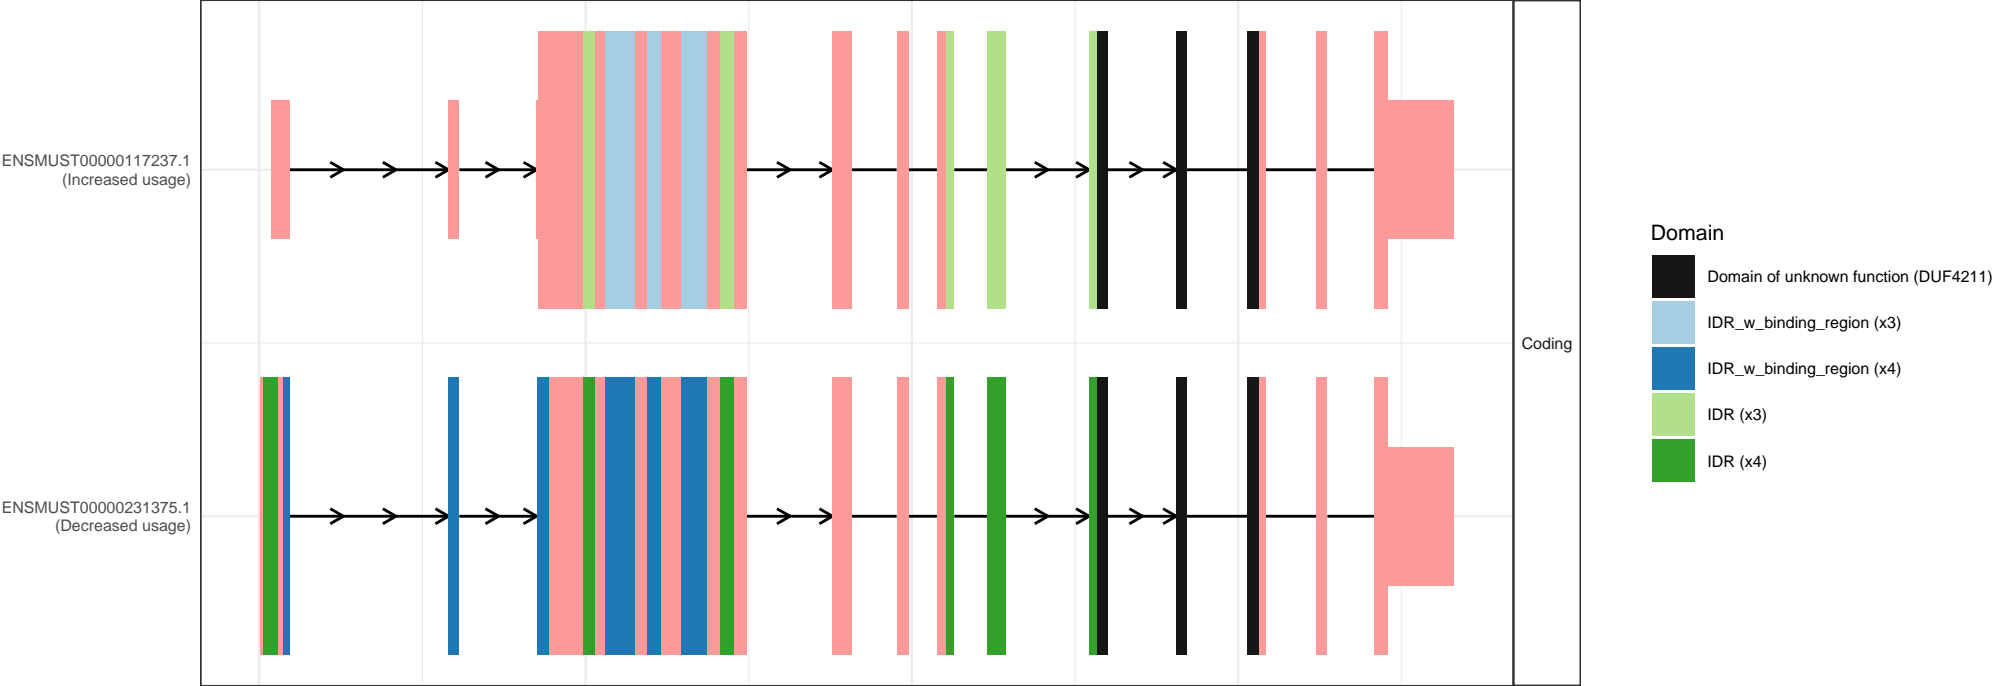 ENSMUST00000117237.1
(Increased usage)
ENSMUST00000231375.1
(Decreased usage)
Coding
Domain
Domain of unknown function (DUF4211)
IDR_w_binding_region (x3)
IDR_w_binding_region (x4)
IDR (x3)
IDR (x4)